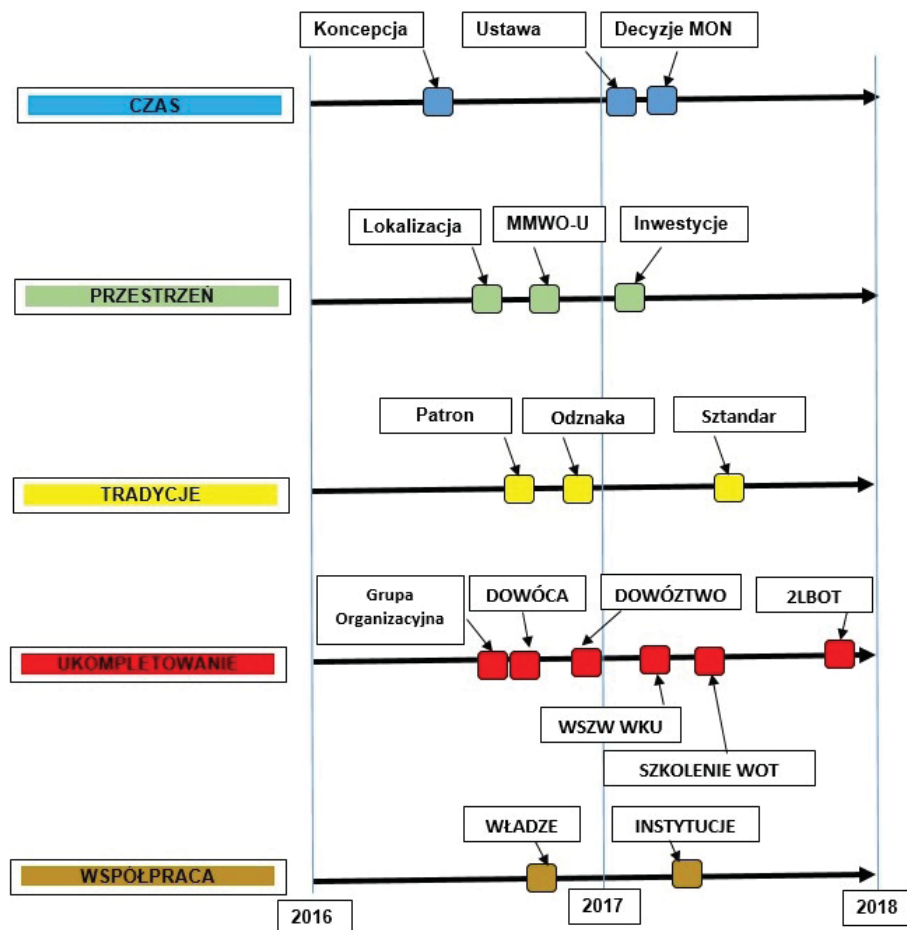 Koncepcja
Ustawa
Decyzje MON
CZAS
Lokalizacja
MMWO-U
Inwestycje
PRZESTRZEŃ
Patron
Odznaka
Sztandar
TRADYCJE
Grupa
Organizacyjna
DOWÓCA
DOWÓZTWO
2LBOT
UKOMPLETOWANIE
WSZW WKU
SZKOLENIE WOT
WŁADZE
INSTYTUCJE
WSPÓŁPRACA
2016
2017
2018